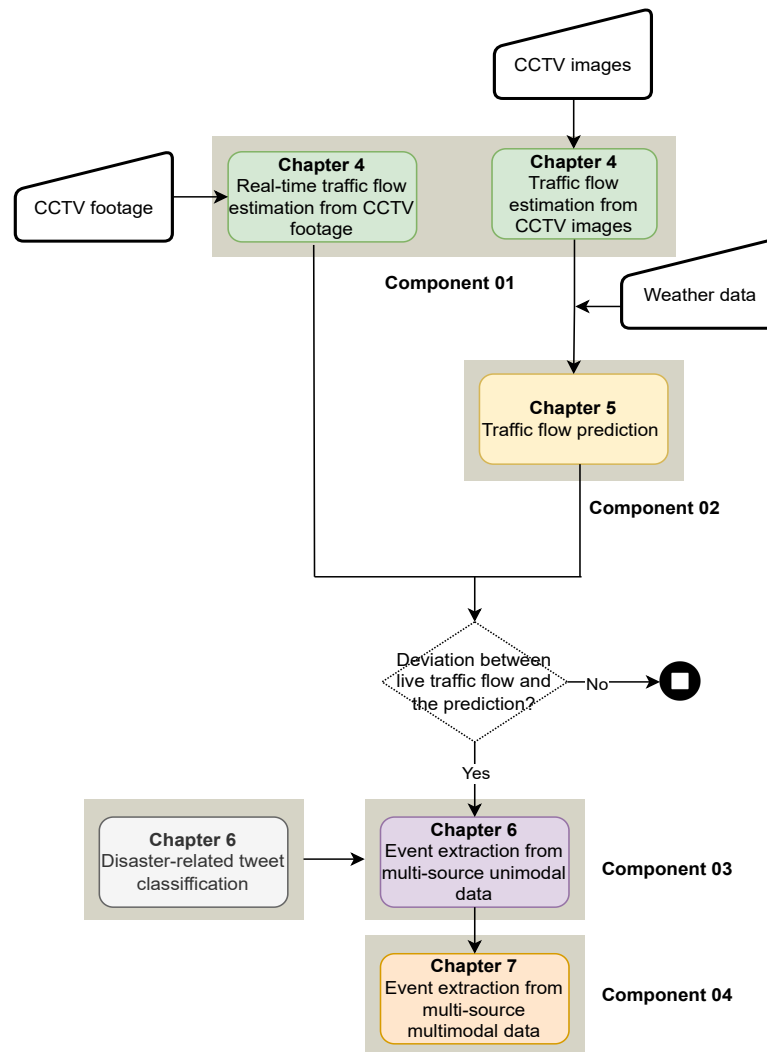 CCTV images
CCTV footage
Chapter 4
Real-time traffic flow
estimation from CCTV
footage
Chapter 4
Traffic flow
estimation from
CCTV images
Component 01
Weather data
Chapter 5
Traffic flow prediction
Component 02
Deviation between
live traffic flow and
the prediction?
No
Yes
Chapter 6
Disaster-related tweet
classiffication
Chapter 6
Event extraction from
multi-source unimodal
data
Component 03
Chapter 7
Event extraction from
multi-source
multimodal data
Component 04